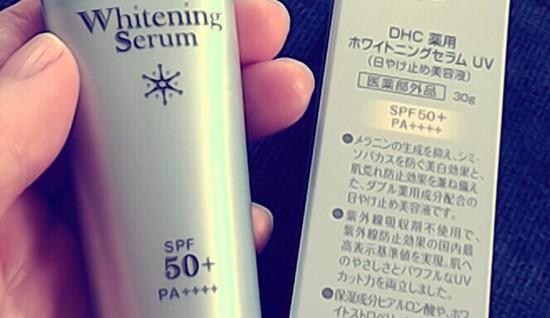 Whitening
Serum
SPF
50+
PA++++
DHC 薬用
ホワイトニングセラム UV
(日やけ止め美容液)
医薬部外品 30g
SPF50+
PA++++
●メラニンの生成を抑え、シミ・
ソバカスを防ぐ美白効果と、
肌荒れ防止効果を兼ね備え
た、ダブル薬用成分配合の
日やけ止め美容液です。
●紫外線吸収剤不使用で、
紫外線防止効果の国内最
高表示基準値を実現。肌へ
のやさしさとパワフルなUV
カット力を両立しました。
●保湿成分ヒアルロン酸や、ホワ
イトストロベリー